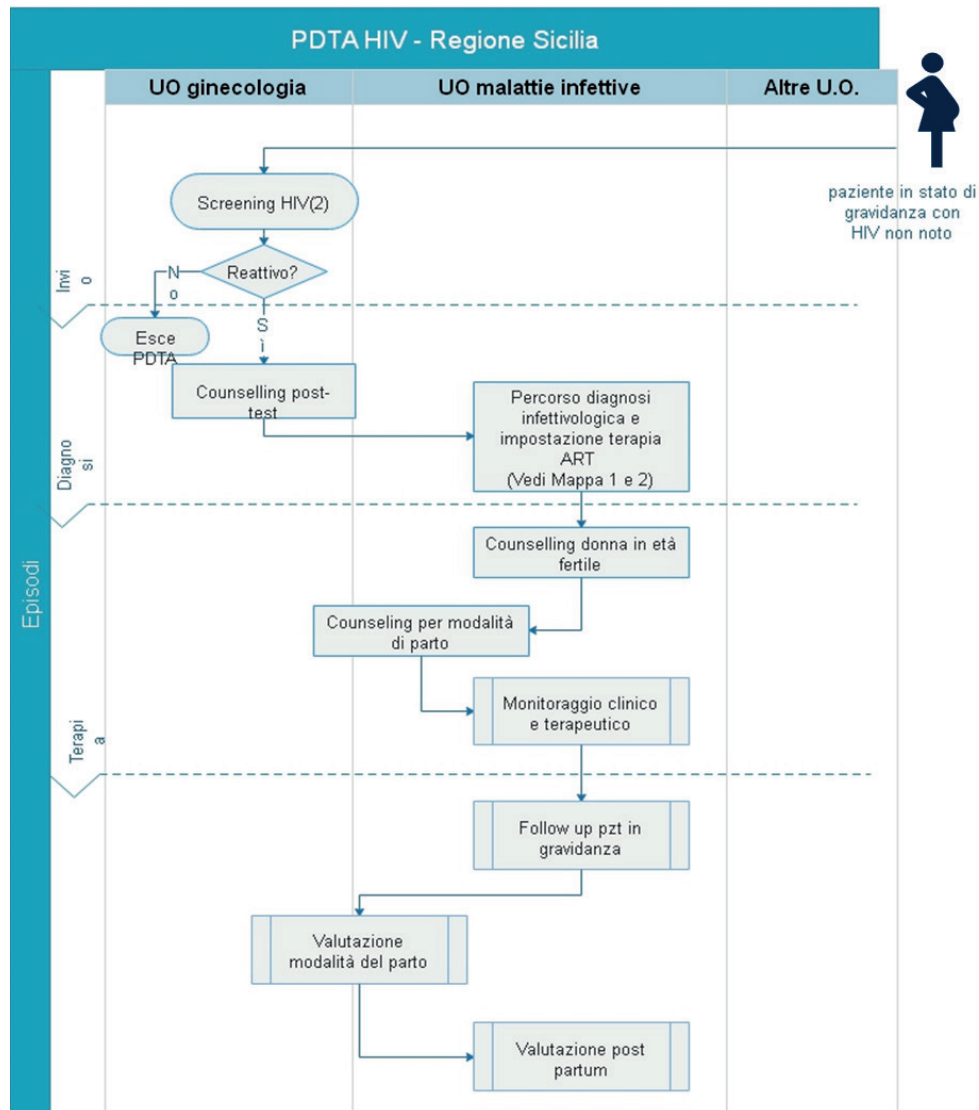 PDTA HIV - Regione Sicilia
UO ginecologia
UO malattie infettive
Altre U.O.
paziente in stato di
gravidanza con
HIV non noto
Episodi
Invi
o
Screening HIV(2)
Reattivo?
N
o
S
ì
Esce
PDTA
Diagno
si
Counselling post-
test
Percorso diagnosi
infettivologica e
impostazione terapia
ART
(Vedi Mappa 1 e 2)
Terapi
a
Counselling donna in età
fertile
Counseling per modalità
di parto
Monitoraggio clinico
e terapeutico
Follow up pzt in
gravidanza
Valutazione
modalità del parto
Valutazione post
partum